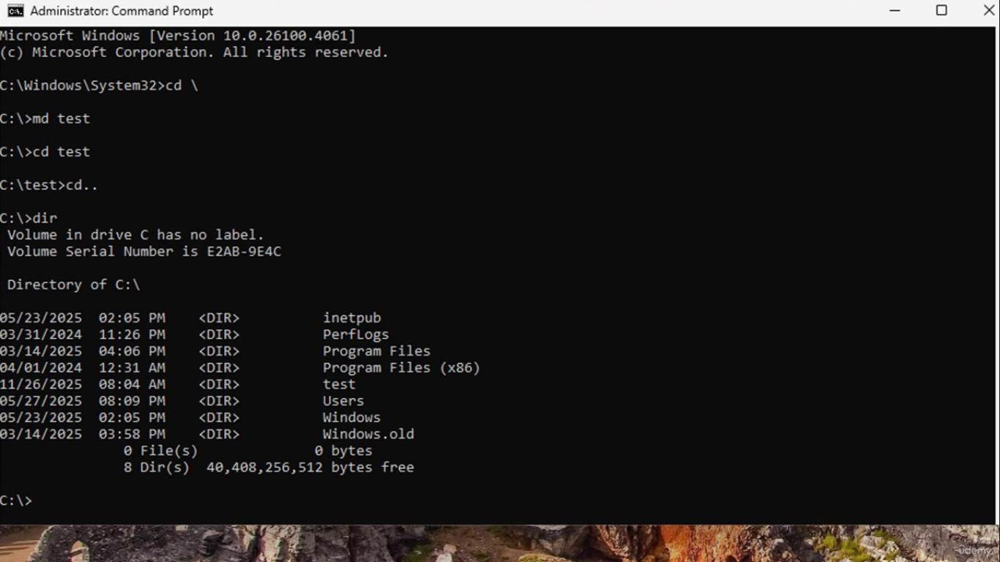 Administrator: Command Prompt
Microsoft Windows [Version 10.0.26100.4061]
(c) Microsoft Corporation. All rights reserved.
C:\Windows\System32>cd \
C:\>md test
C:\>cd test
C:\test>cd..
C:\>dir
Volume in drive C has no label.
Volume Serial Number is E2AB-9E4C
Directory of C:\
05/23/2025  02:05 PM    <DIR>          inetpub
03/31/2024  11:26 PM    <DIR>          PerfLogs
03/14/2025  04:06 PM    <DIR>          Program Files
04/01/2024  12:31 AM    <DIR>          Program Files (x86)
11/26/2025  08:04 AM    <DIR>          test
05/27/2025  08:09 PM    <DIR>          Users
05/23/2025  02:05 PM    <DIR>          Windows
03/14/2025  03:58 PM    <DIR>          Windows.old
0 File(s)              0 bytes
8 Dir(s)  40,408,256,512 bytes free
C:\>
udemy